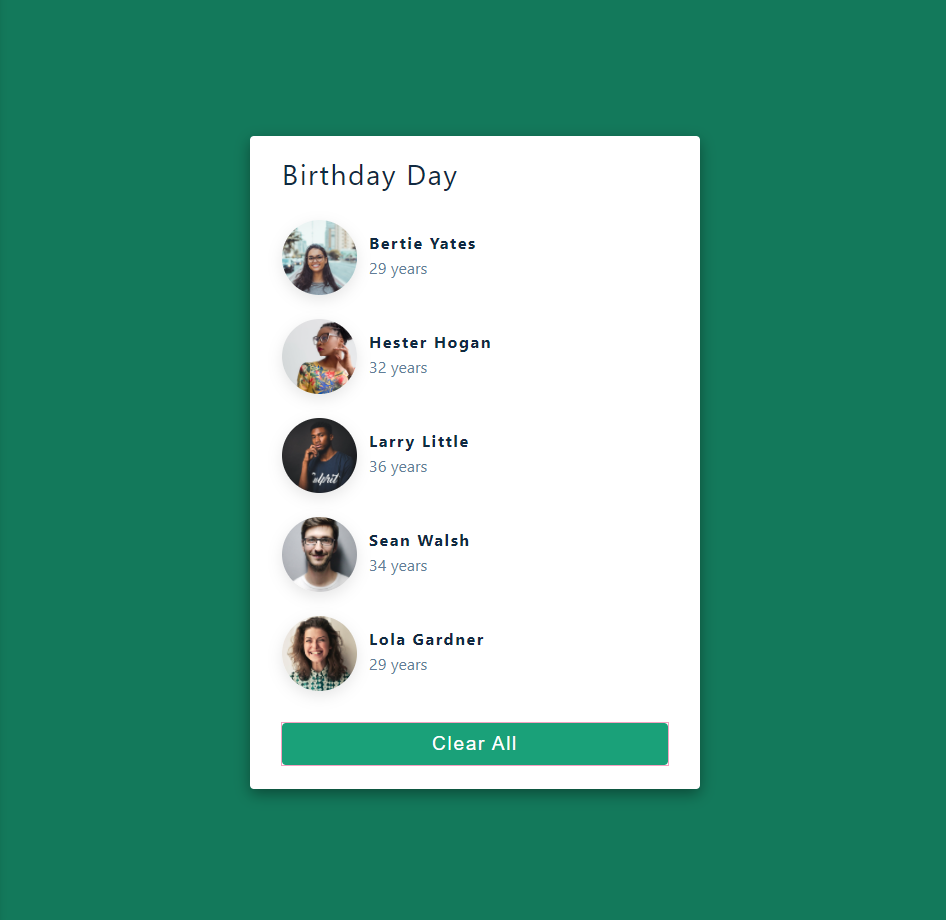 Birthday Day
Bertie Yates
29 years
Hester Hogan
32 years
Larry Little
36 years
Sean Walsh
34 years
Lola Gardner
29 years
Clear All